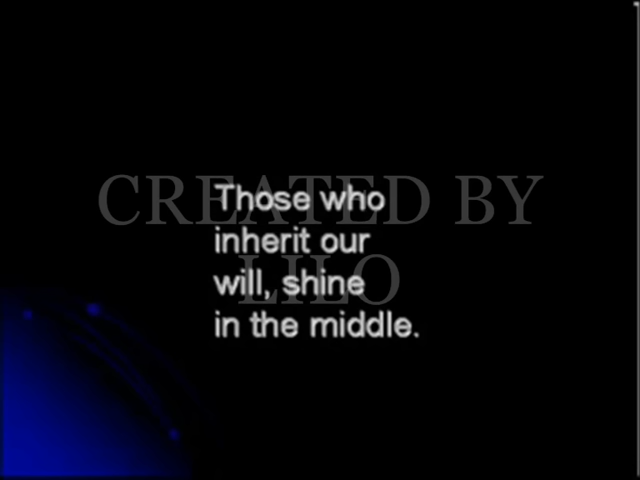 CREATED BY
LILO
Those who
inherit our
will, shine
in the middle.